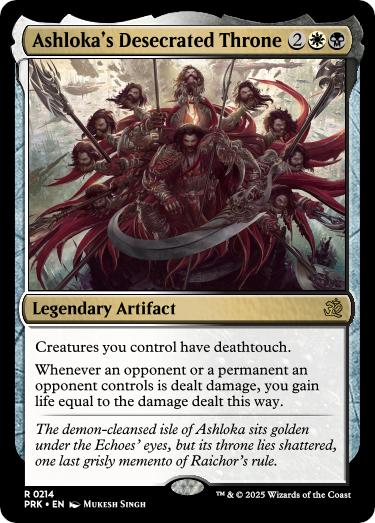 Ashloka's Desecrated Throne 2
Legendary Artifact
Creatures you control have deathtouch.
Whenever an opponent or a permanent an
opponent controls is dealt damage, you gain
life equal to the damage dealt this way.
The demon-cleansed isle of Ashloka sits golden
under the Echoes' eyes, but its throne lies shattered,
one last grisly memento of Raichor's rule.
R 0214
PRK • EN Mukesh Singh
™ & © 2025 Wizards of the Coast